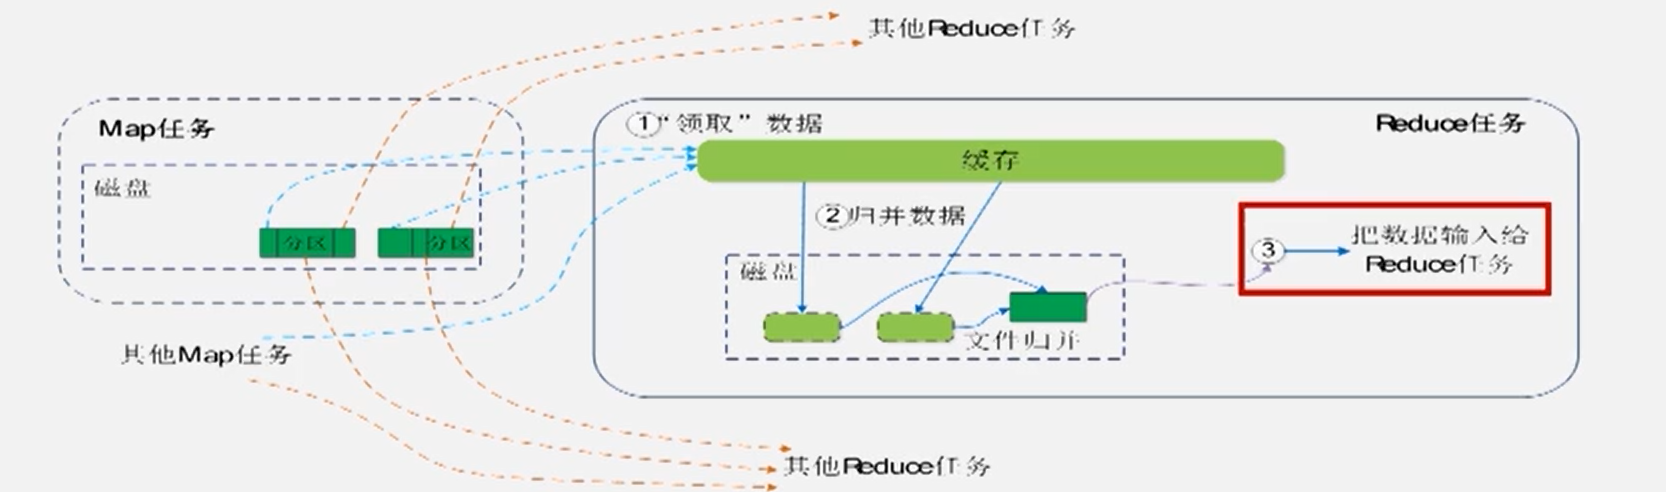 其他Reduce任务
Map任务
①“领取”数据
Reduce任务
缓存
磁盘
②归并数据
分区
分区
③
把数据输入给
Reduce任务
磁盘
文件归并
其他Map任务
其他Reduce任务